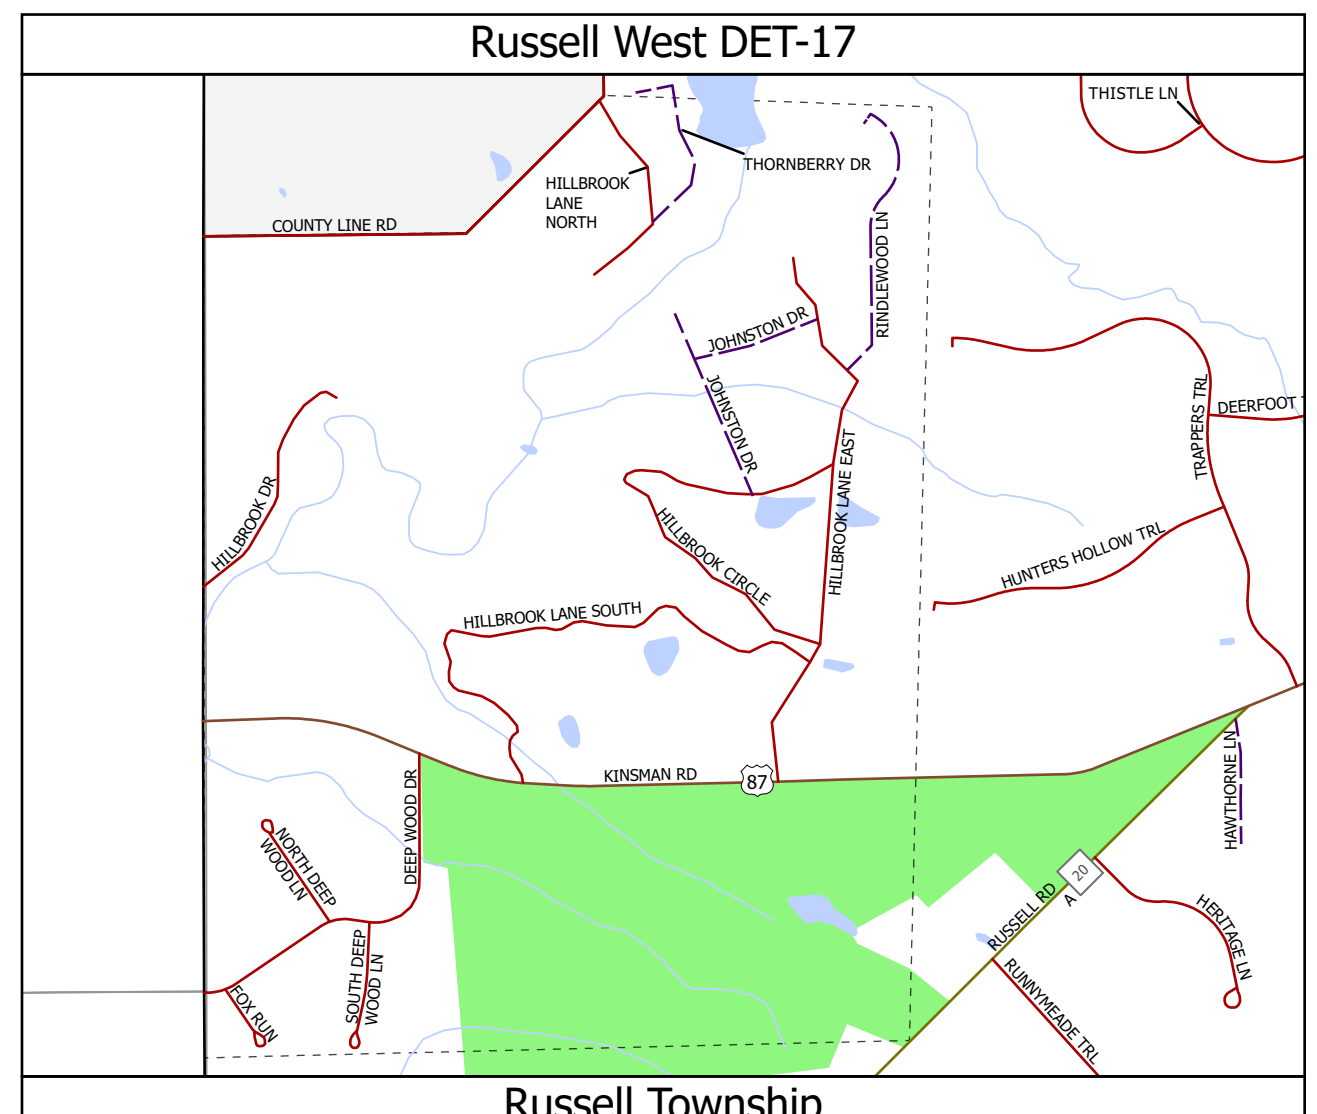 Russell West DET-17
THISTLE LN
THORNBERRY DR
HILLBROOK
LANE
NORTH
COUNTY LINE RD
RINDLEWOOD LN
JOHNSTON DR
JOHNSTON DR
TRAPPERS TRL
DEERFOOT T
HILLBROOK LANE EAST
HILLBROOK DR
HILLBROOK CIRCLE
HUNTERS HOLLOW TRL
HILLBROOK LANE SOUTH
KINSMAN RD
87
HAWTHORNE LN
DEEP WOOD DR
NORTH DEEP
WOOD LN
20
A
RUSSELL RD
HERITAGE LN
SOUTH DEEP
WOOD LN
FOX RUN
RUNNYMEADE TRL
Russell Township